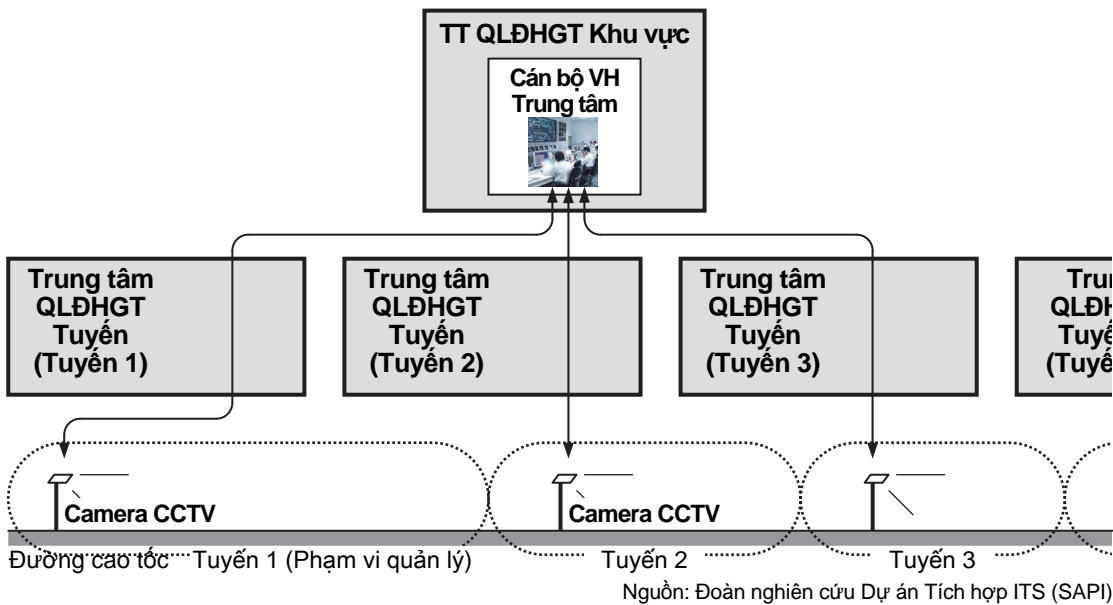 TT QLĐHGT Khu vực
Cán bộ VH
Trung tâm
Trung tâm
QLĐHGT
Tuyến
(Tuyến 1)
Trung tâm
QLĐHGT
Tuyến
(Tuyến 2)
Trung tâm
QLĐHGT
Tuyến
(Tuyến 3)
Camera CCTV
Camera CCTV
Đường cao tốc Tuyến 1 (Phạm vi quản lý) Tuyến 2 Tuyến 3
Nguồn: Đoàn nghiên cứu Dự án Tích hợp ITS (SAPI)